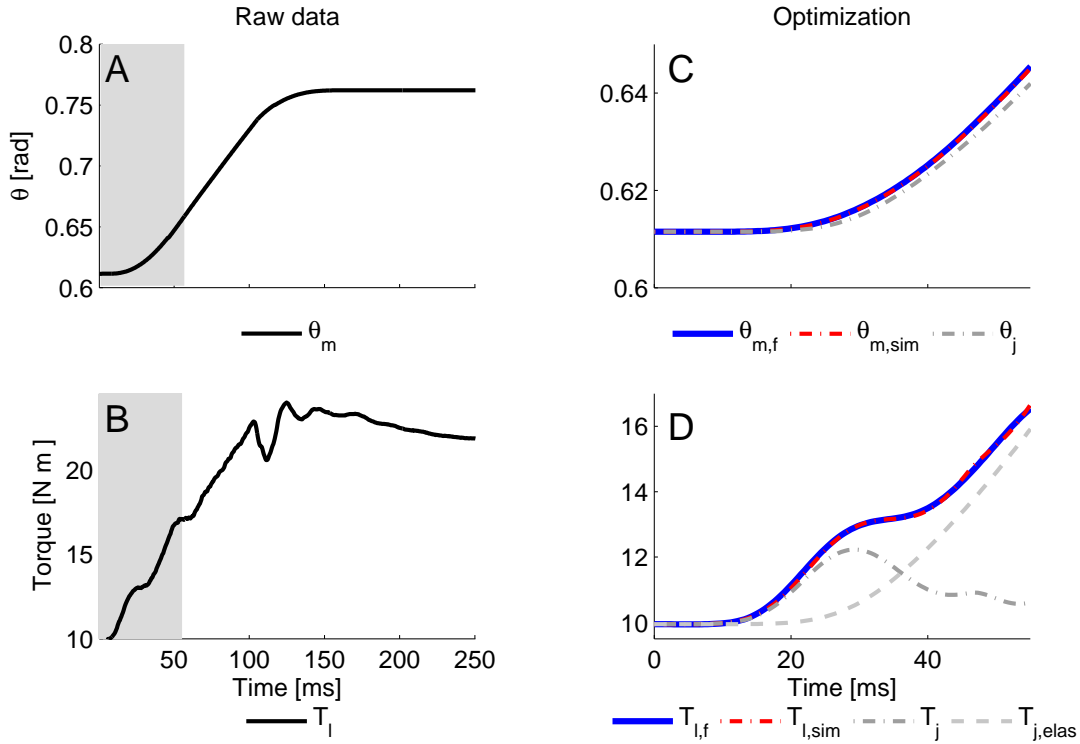 Raw data
Optimization
A
0.8
0.75
0.7
0.65
0.6
θ [rad]
θm
C
0.64
0.62
0.6
θm,f θm,sim θj
B
20
15
10
Torque [N m]
50 100 150 200 250
Time [ms]
Tl
D
16
14
12
10
0 20 40
Time [ms]
Tl,f Tl,sim Tj Tj,elas